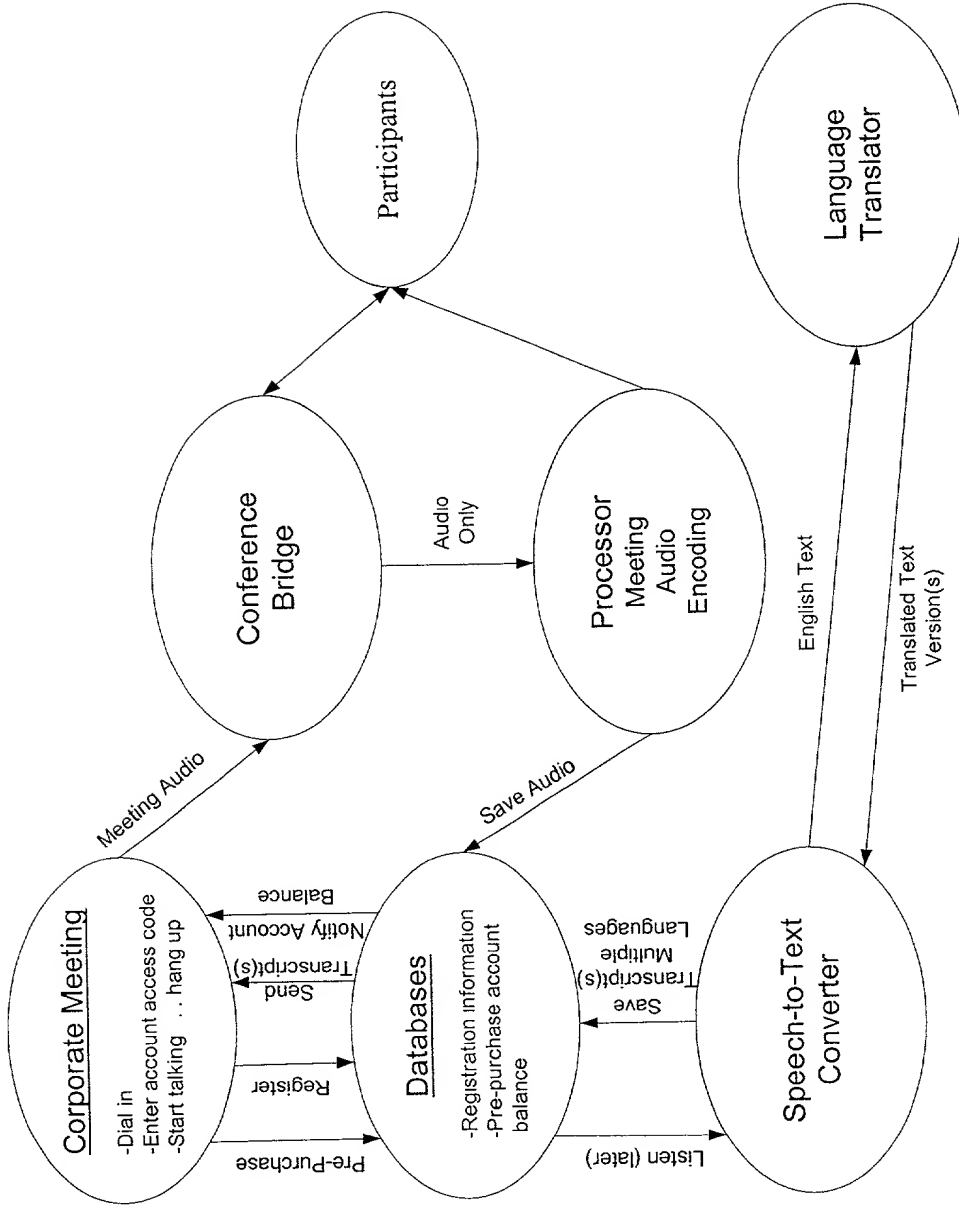 Corporate Meeting
-Dial in
-Enter account access code
-Start talking . . hang up
Meeting Audio
Conference
Bridge
Participants
Pre-Purchase
Register
Send
Transcript(s)
Notify Account
Balance
Audio
Only
Databases
-Registration information
-Pre-purchase account
balance
Save Audio
Processor
Meeting
Audio
Encoding
Listen (later)
Save
Transcript(s)
Multiple
Languages
Speech-to-Text
Converter
English Text
Translated Text
Version(s)
Language
Translator